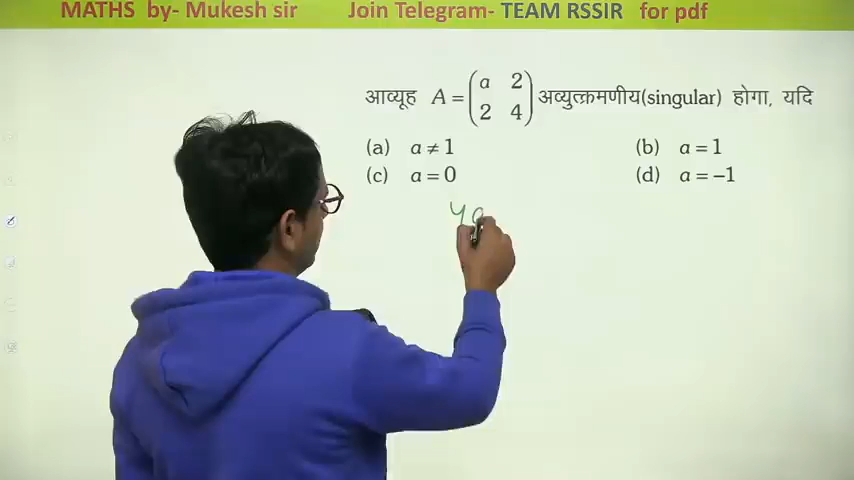 MATHS by- Mukesh sir Join Telegram- TEAM RSSIR for pdf
आव्यूह A = (a 2 अव्युत्क्रमणीय(singular) होगा, यदि
2 4)
(a) a ≠ 1 (b) a = 1
(c) a = 0 (d) a = –1
4a